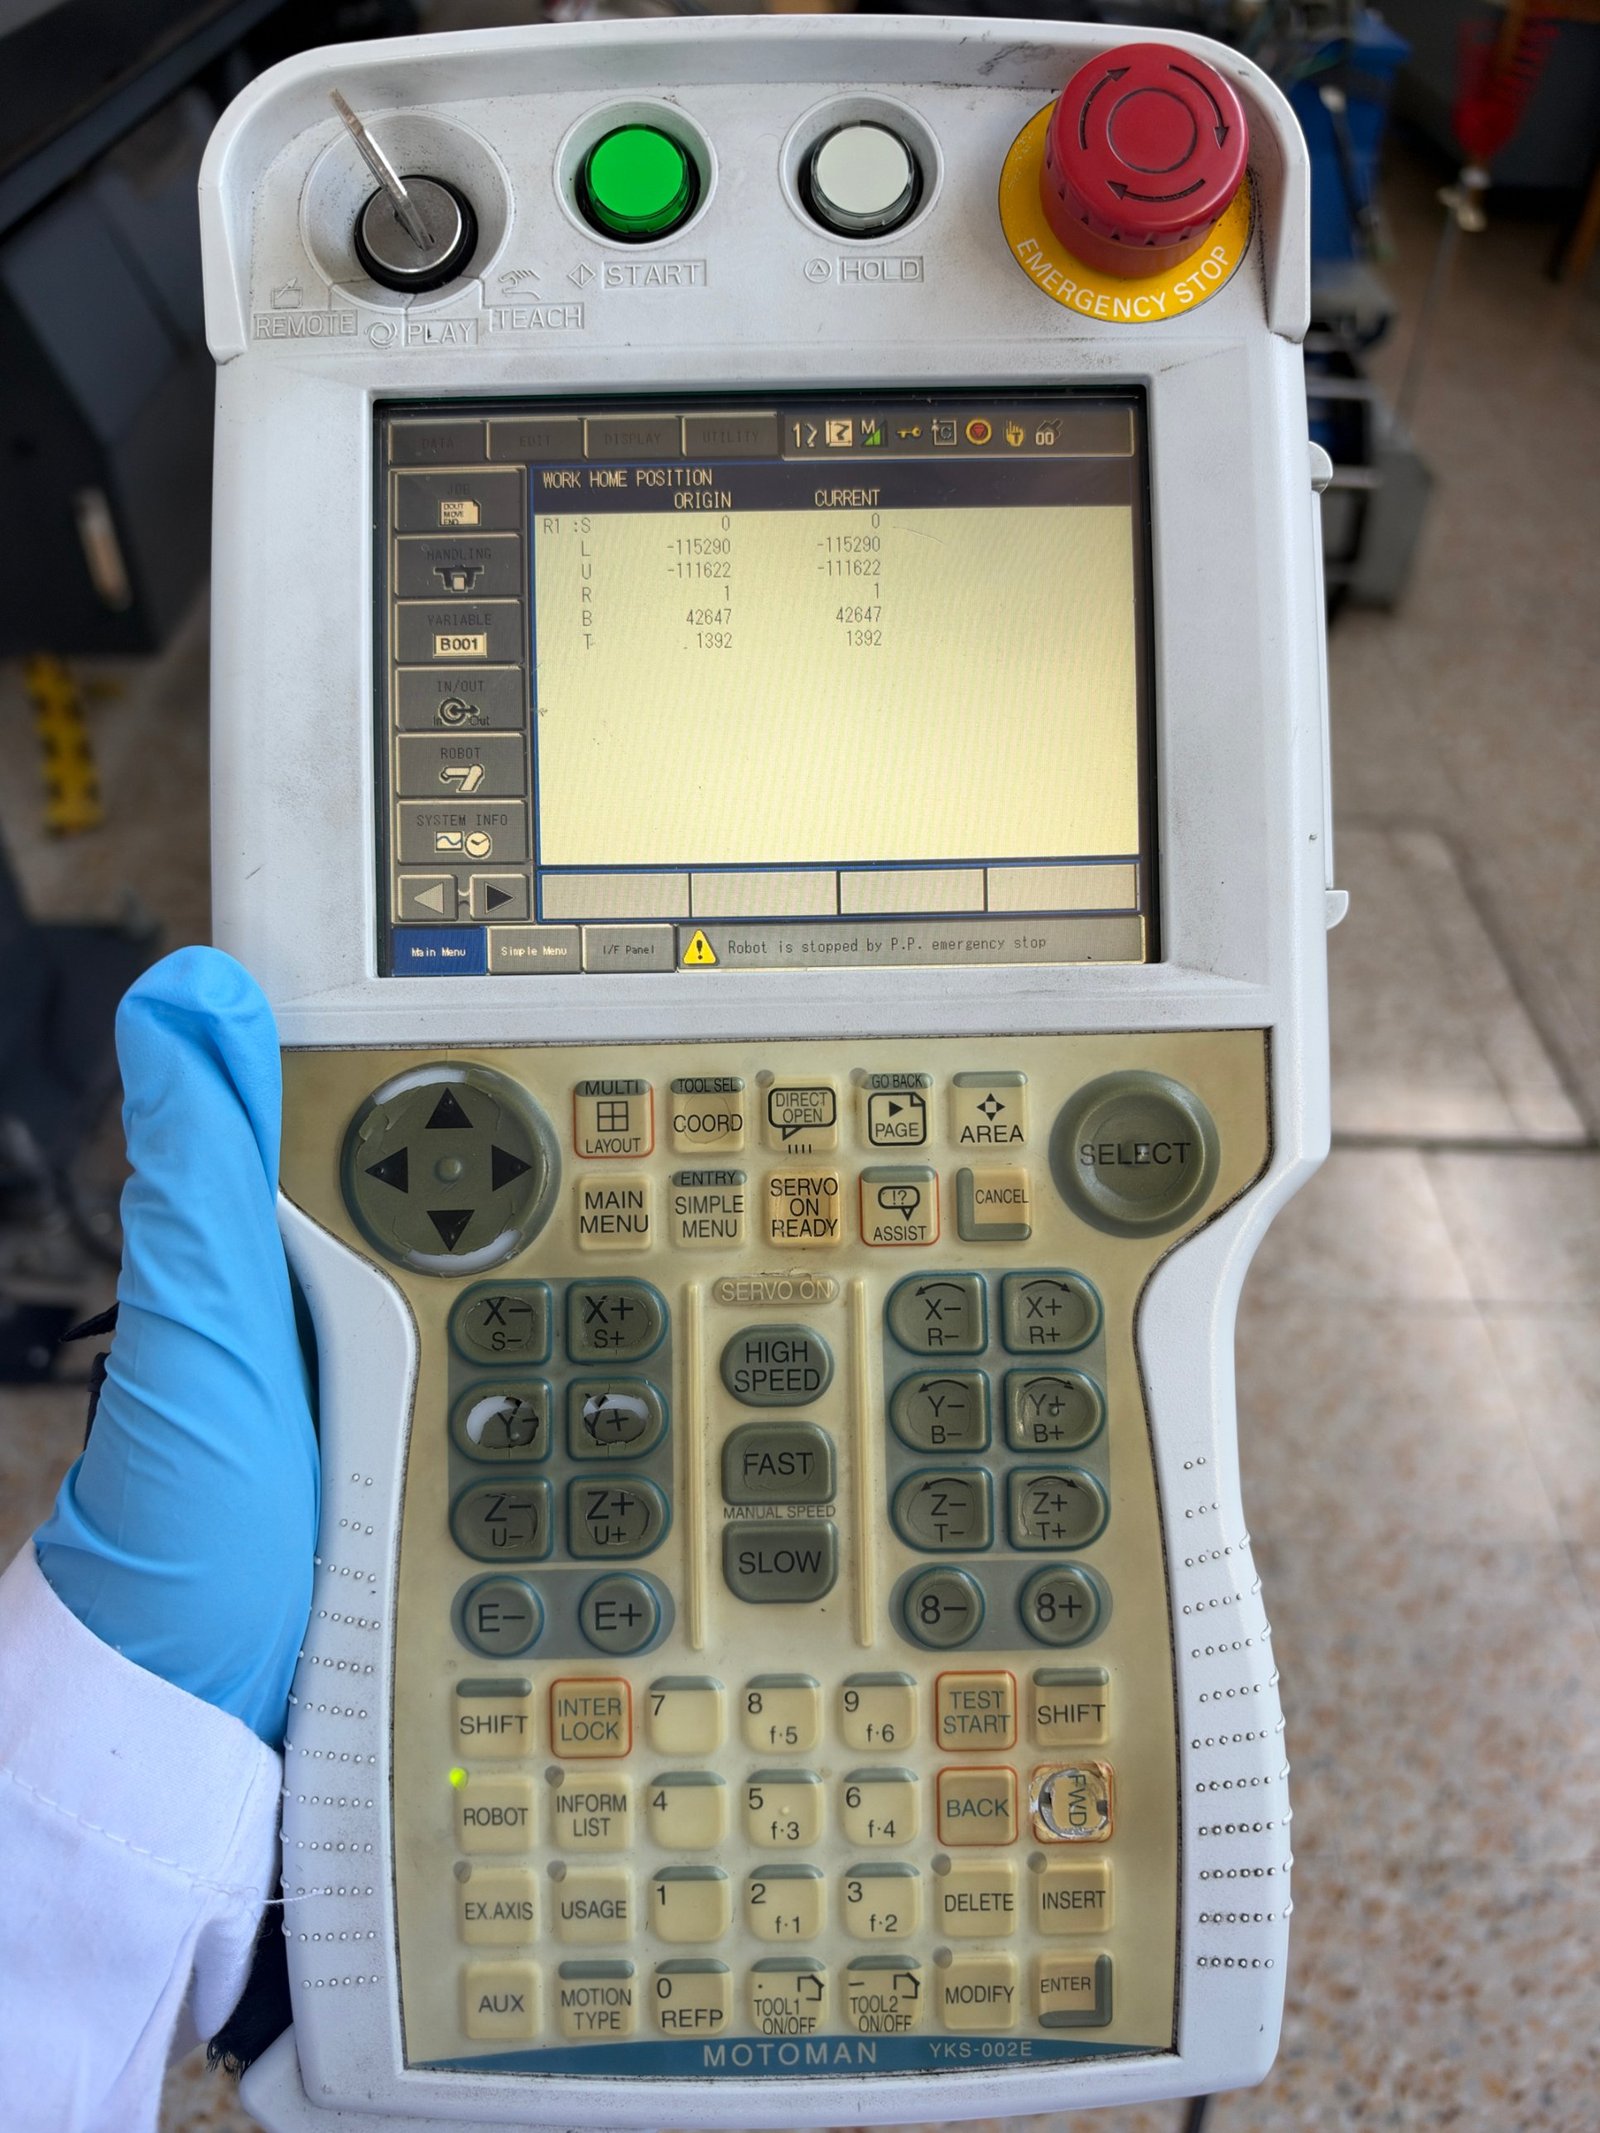 REMOTE
PLAY
TEACH
START
HOLD
EMERGENCY STOP
DATA EDIT DISPLAY UTILITY
JOB
DOUT
MOVE
END
HANDLING
VARIABLE
B001
IN/OUT
In Out
ROBOT
SYSTEM INFO
WORK HOME POSITION
ORIGIN CURRENT
R1 :S 0 0
L -115290 -115290
U -111622 -111622
R 1 1
B 42647 42647
T 1392 1392
Main Menu Simple Menu I/F Panel Robot is stopped by P.P. emergency stop
MULTI
LAYOUT
TOOL SEL
COORD
DIRECT
OPEN
GO BACK
PAGE
AREA
SELECT
MAIN
MENU
ENTRY
SIMPLE
MENU
SERVO
ON
READY
!?
ASSIST
CANCEL
SERVO ON
X-
S-
X+
S+
HIGH
SPEED
X-
R-
X+
R+
Y-
Y+
FAST
Y-
B-
Y+
B+
MANUAL SPEED
Z-
U-
Z+
U+
SLOW
Z-
T-
Z+
T+
E- E+ 8- 8+
SHIFT
INTER
LOCK
7
8
f·5
9
f·6
TEST
START
SHIFT
ROBOT
INFORM
LIST
4
5
f·3
6
f·4
BACK
FWD
EX.AXIS
USAGE
1
2
f·1
3
f·2
DELETE
INSERT
AUX
MOTION
TYPE
0
REFP
.
TOOL1
ON/OFF
-
TOOL2
ON/OFF
MODIFY
ENTER
MOTOMAN YKS-002E